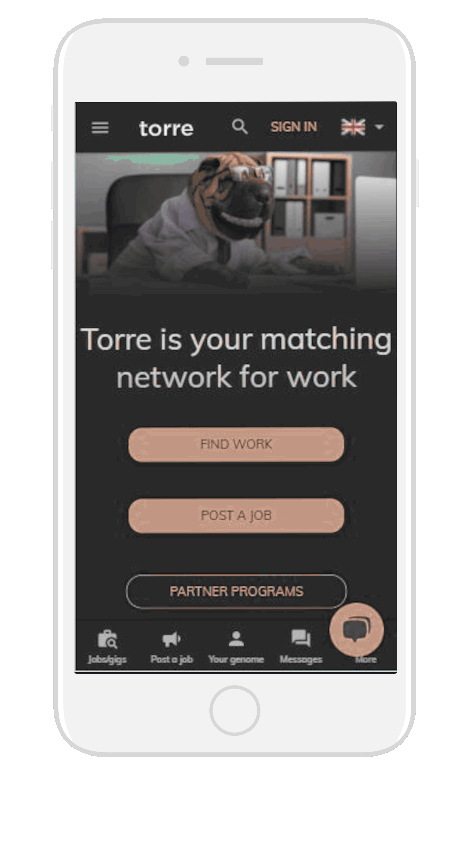 torre
SIGN IN
Torre is your matching
network for work
FIND WORK
POST A JOB
PARTNER PROGRAMS
Jobs/gigs
Post a job
Your genome
Messages
More